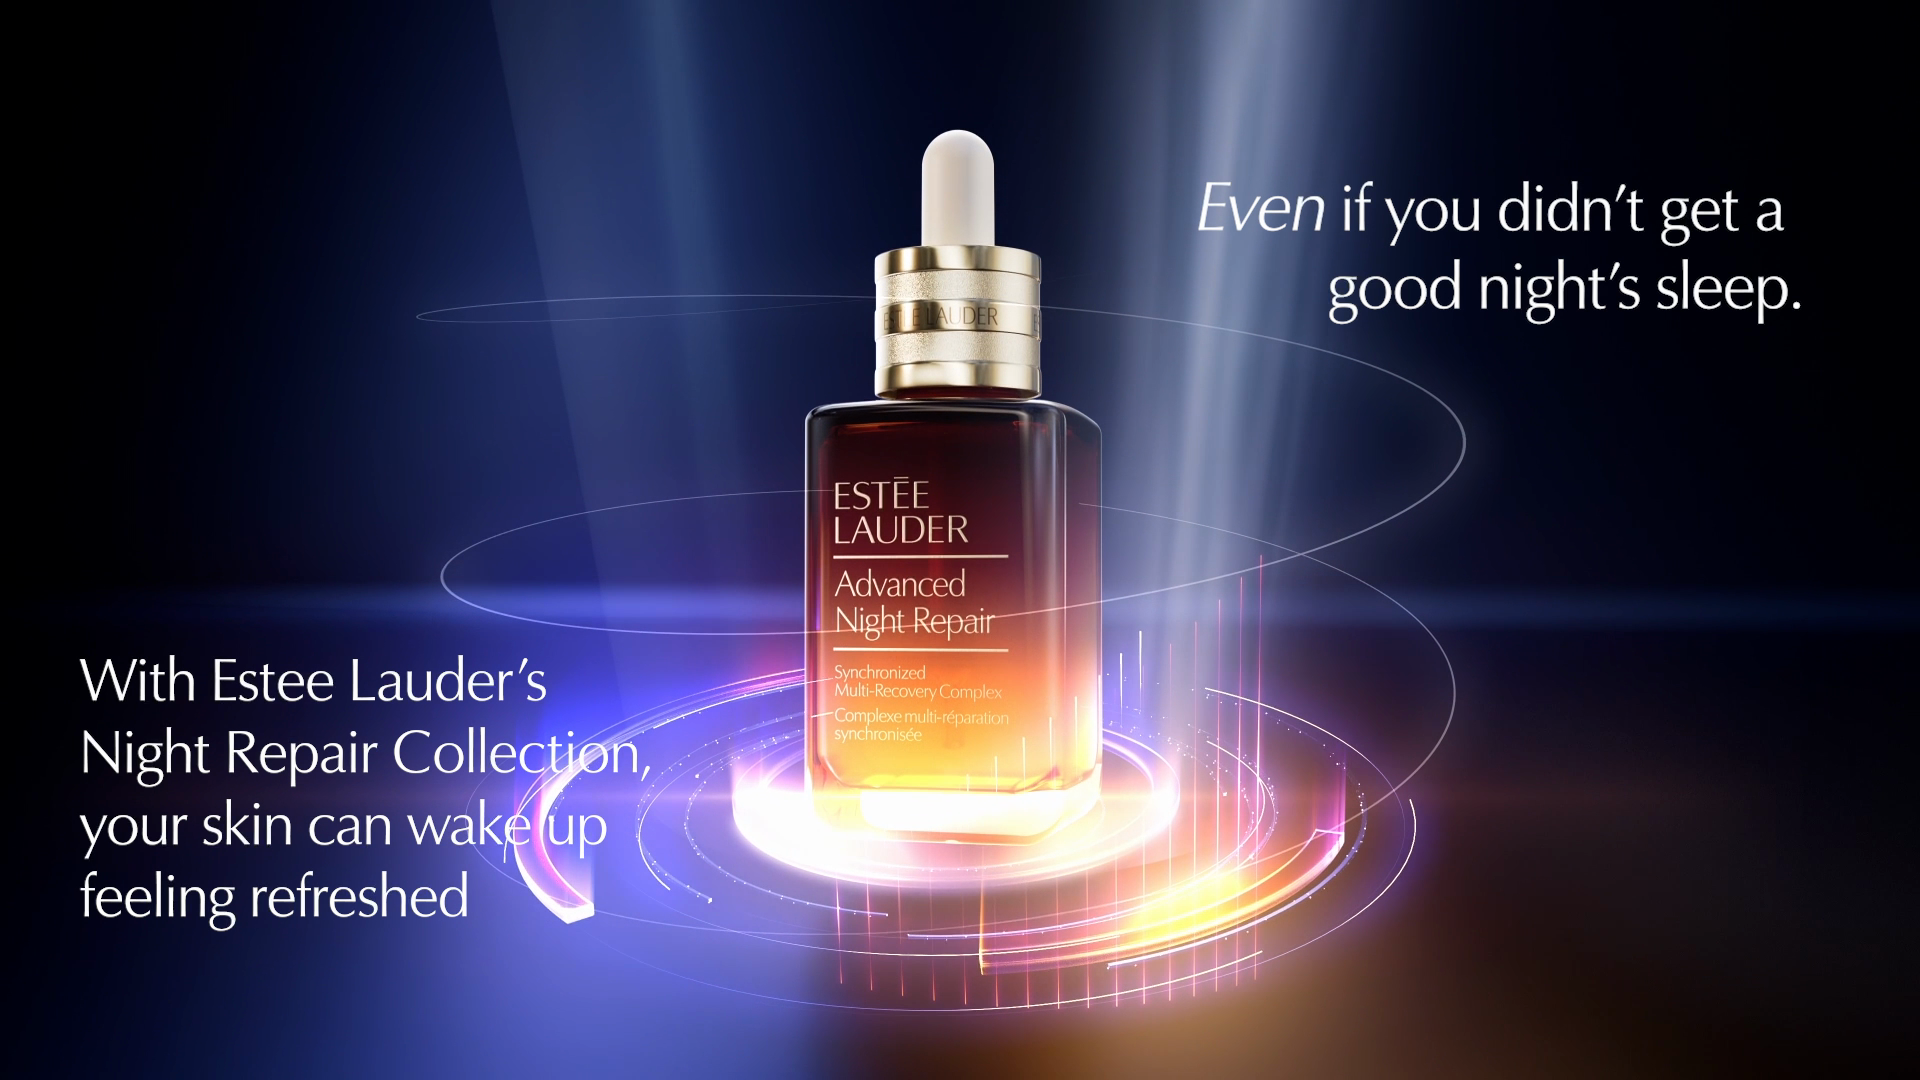 Even if you didn’t get a
good night’s sleep.
ESTĒE LAUDER
ESTĒE
LAUDER
Advanced
Night Repair
Synchronized
Multi-Recovery Complex
Complexe multi-réparation
synchronisée
With Estee Lauder’s
Night Repair Collection,
your skin can wake up
feeling refreshed